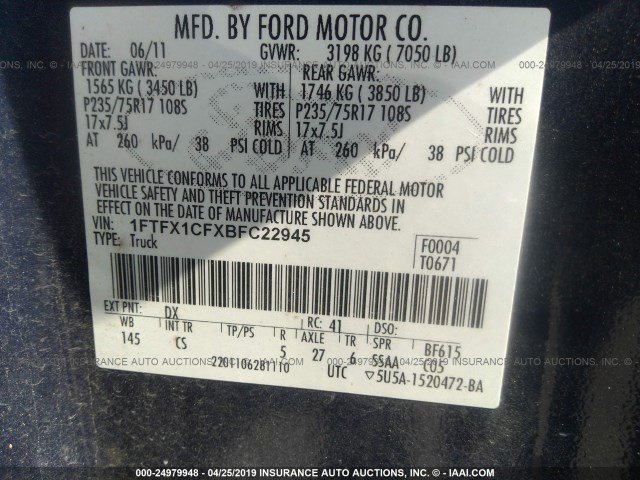 MFD. BY FORD MOTOR CO.
DATE: 06/11 GVWR: 3198 KG ( 7050 LB)
FRONT GAWR: REAR GAWR:
1565 KG ( 3450 LB) WITH 1746 KG ( 3850 LB) WITH
P235/75R17 108S TIRES P235/75R17 108S TIRES
17x7.5J RIMS 17x7.5J RIMS
AT 260 kPa/ 38 PSI COLD AT 260 kPa/ 38 PSI COLD
THIS VEHICLE CONFORMS TO ALL APPLICABLE FEDERAL MOTOR
VEHICLE SAFETY AND THEFT PREVENTION STANDARDS IN
EFFECT ON THE DATE OF MANUFACTURE SHOWN ABOVE.
VIN: 1FTFX1CFXBFC22945
TYPE: Truck
F0004
T0671
EXT PNT: DX RC: 41 DSO:
WB INT TR TP/PS R AXLE TR SPR BF615
145 CS 5 27 6 SSAA C05
2201106281110 UTC ▽5U5A-1520472-BA
000-24979948 - 04/25/2019 INSURANCE AUTO AUCTIONS, INC. - IAAI.COM